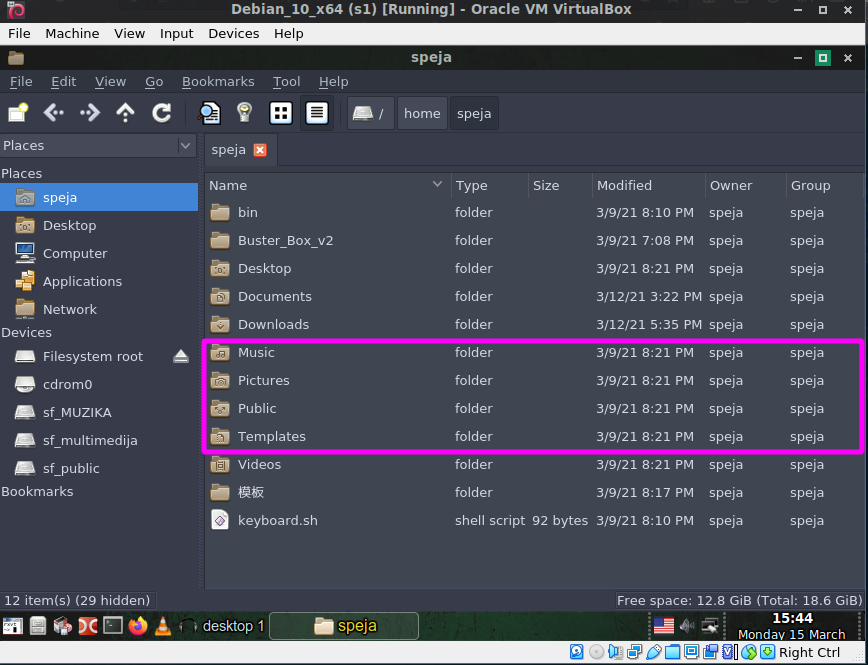 Debian_10_x64 (s1) [Running] - Oracle VM VirtualBox
File Machine View Input Devices Help
speja
File Edit View Go Bookmarks Tool Help
/ home speja
Places speja
Places
speja
Desktop
Computer
Applications
Network
Devices
Filesystem root
cdrom0
sf_MUZIKA
sf_multimedija
sf_public
Bookmarks
Name Type Size Modified Owner Group
bin folder 3/9/21 8:10 PM speja speja
Buster_Box_v2 folder 3/9/21 7:08 PM speja speja
Desktop folder 3/9/21 8:21 PM speja speja
Documents folder 3/12/21 3:22 PM speja speja
Downloads folder 3/12/21 5:35 PM speja speja
Music folder 3/9/21 8:21 PM speja speja
Pictures folder 3/9/21 8:21 PM speja speja
Public folder 3/9/21 8:21 PM speja speja
Templates folder 3/9/21 8:21 PM speja speja
Videos folder 3/9/21 8:21 PM speja speja
模板 folder 3/9/21 8:17 PM speja speja
keyboard.sh shell script 92 bytes 3/9/21 8:10 PM speja speja
12 item(s) (29 hidden) Free space: 12.8 GiB (Total: 18.6 GiB)
desktop 1 speja 15:44
Monday 15 March
Right Ctrl